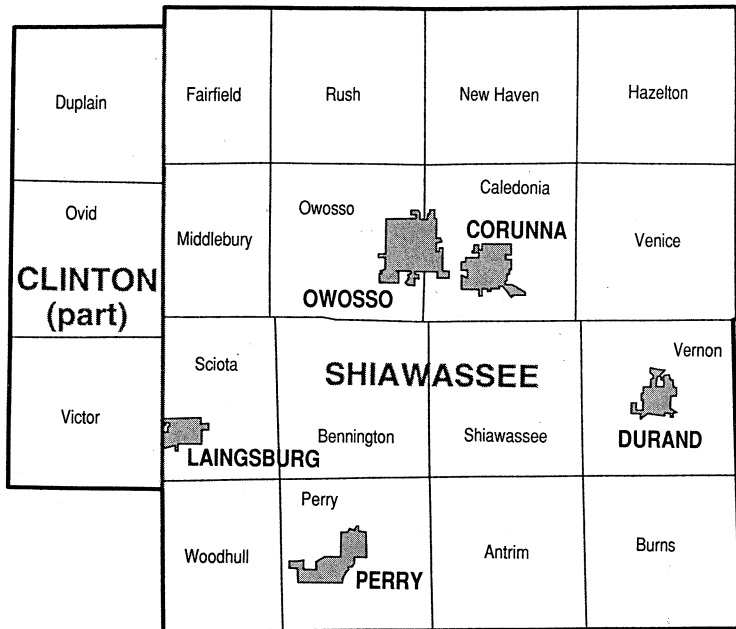 Duplain
Fairfield
Rush
New Haven
Hazelton
Ovid
Middlebury
Owosso
Caledonia
CORUNNA
Venice
CLINTON
(part)
OWOSSO
Sciota
SHIAWASSEE
Vernon
Victor
Bennington
Shiawassee
DURAND
LAINGSBURG
Perry
Woodhull
PERRY
Antrim
Burns